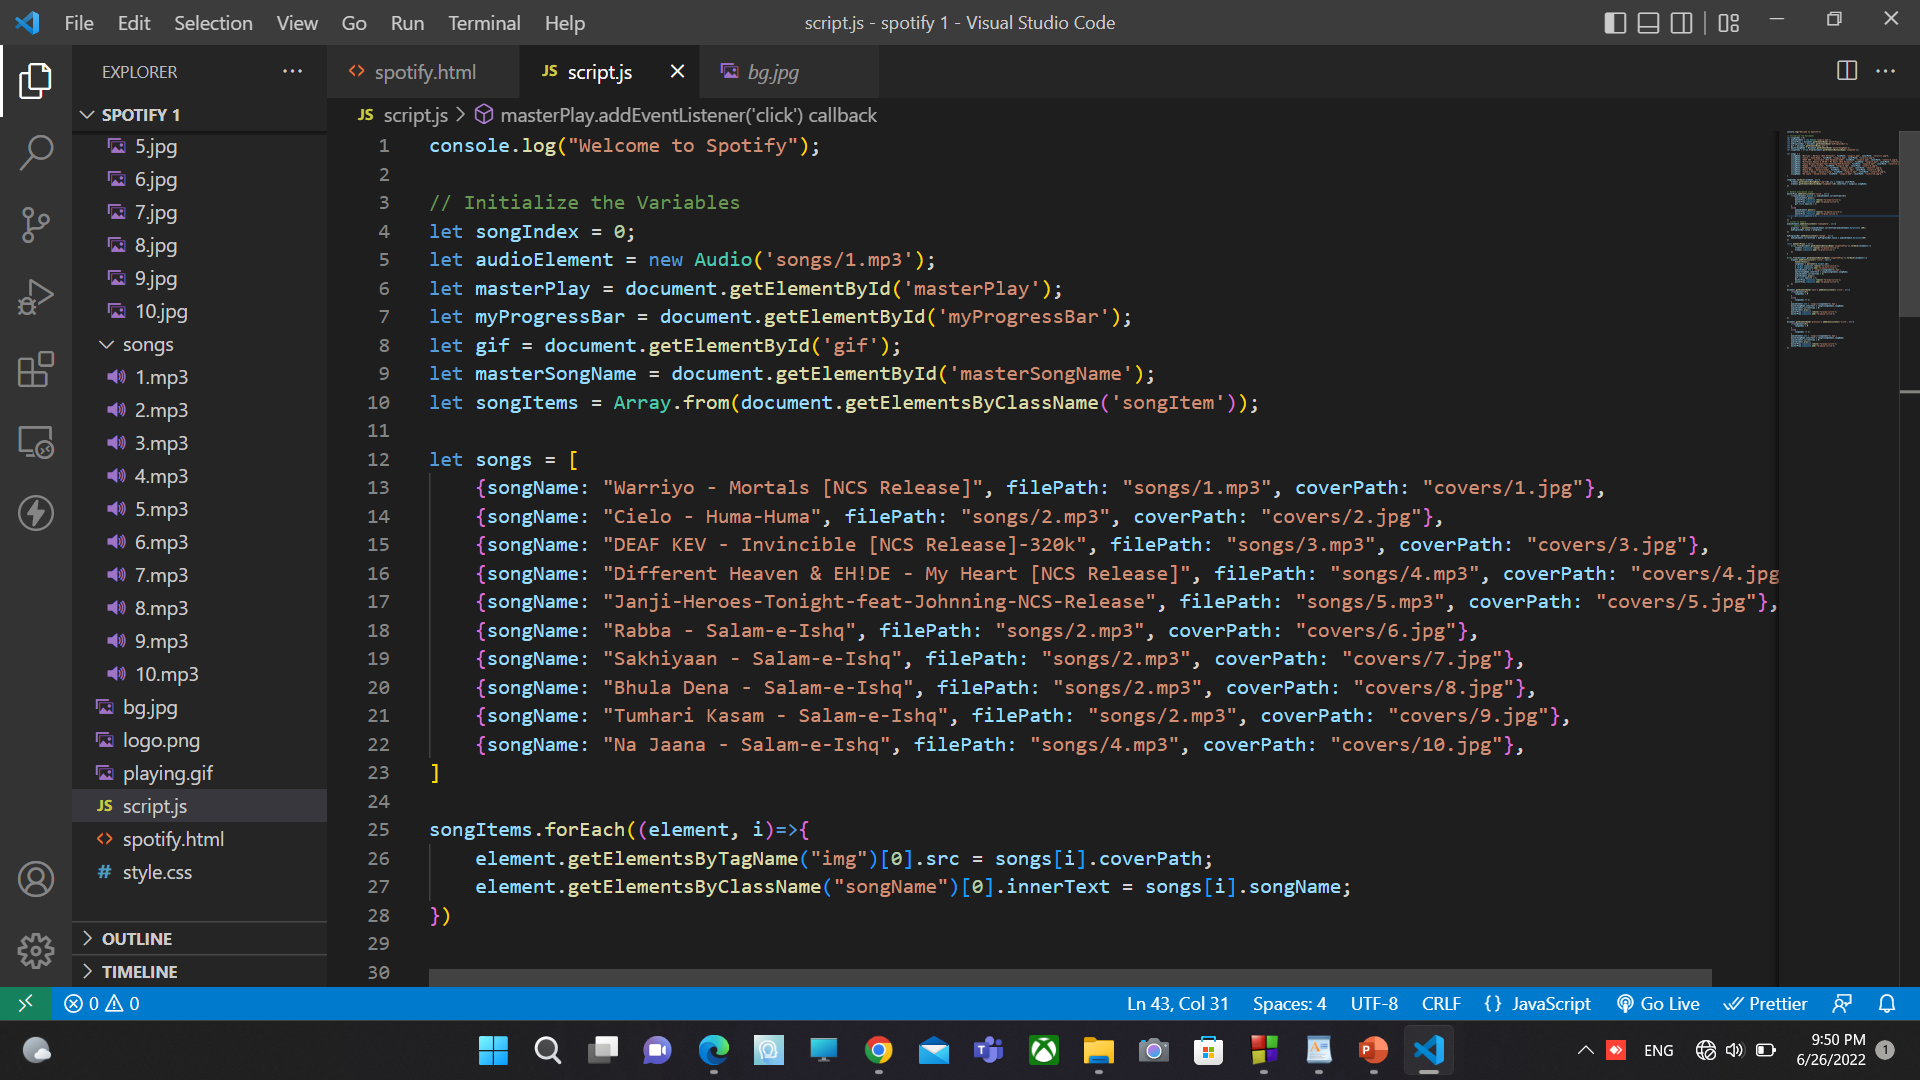 File Edit Selection View Go Run Terminal Help
script.js - spotify 1 - Visual Studio Code
EXPLORER
SPOTIFY 1
5.jpg
6.jpg
7.jpg
8.jpg
9.jpg
10.jpg
songs
1.mp3
2.mp3
3.mp3
4.mp3
5.mp3
6.mp3
7.mp3
8.mp3
9.mp3
10.mp3
bg.jpg
logo.png
playing.gif
JS script.js
<> spotify.html
# style.css
OUTLINE
TIMELINE
<> spotify.html
JS script.js
bg.jpg
JS script.js > masterPlay.addEventListener('click') callback
1 console.log("Welcome to Spotify");
2
3 // Initialize the Variables
4 let songIndex = 0;
5 let audioElement = new Audio('songs/1.mp3');
6 let masterPlay = document.getElementById('masterPlay');
7 let myProgressBar = document.getElementById('myProgressBar');
8 let gif = document.getElementById('gif');
9 let masterSongName = document.getElementById('masterSongName');
10 let songItems = Array.from(document.getElementsByClassName('songItem'));
11
12 let songs = [
13 {songName: "Warriyo - Mortals [NCS Release]", filePath: "songs/1.mp3", coverPath: "covers/1.jpg"},
14 {songName: "Cielo - Huma-Huma", filePath: "songs/2.mp3", coverPath: "covers/2.jpg"},
15 {songName: "DEAF KEV - Invincible [NCS Release]-320k", filePath: "songs/3.mp3", coverPath: "covers/3.jpg"},
16 {songName: "Different Heaven & EH!DE - My Heart [NCS Release]", filePath: "songs/4.mp3", coverPath: "covers/4.jpg
17 {songName: "Janji-Heroes-Tonight-feat-Johnning-NCS-Release", filePath: "songs/5.mp3", coverPath: "covers/5.jpg"},
18 {songName: "Rabba - Salam-e-Ishq", filePath: "songs/2.mp3", coverPath: "covers/6.jpg"},
19 {songName: "Sakhiyaan - Salam-e-Ishq", filePath: "songs/2.mp3", coverPath: "covers/7.jpg"},
20 {songName: "Bhula Dena - Salam-e-Ishq", filePath: "songs/2.mp3", coverPath: "covers/8.jpg"},
21 {songName: "Tumhari Kasam - Salam-e-Ishq", filePath: "songs/2.mp3", coverPath: "covers/9.jpg"},
22 {songName: "Na Jaana - Salam-e-Ishq", filePath: "songs/4.mp3", coverPath: "covers/10.jpg"},
23 ]
24
25 songItems.forEach((element, i)=>{
26 element.getElementsByTagName("img")[0].src = songs[i].coverPath;
27 element.getElementsByClassName("songName")[0].innerText = songs[i].songName;
28 })
29
30
0 0
Ln 43, Col 31 Spaces: 4 UTF-8 CRLF {} JavaScript Go Live Prettier
ENG
9:50 PM
6/26/2022
1